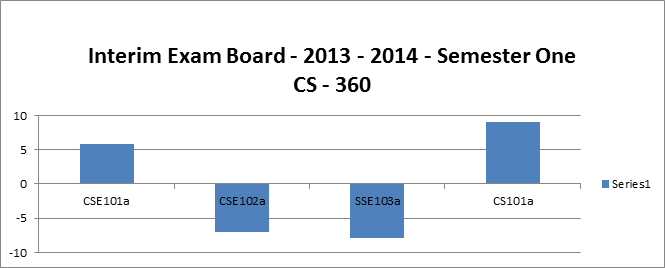 Interim Exam Board - 2013 - 2014 - Semester One
CS - 360
10
5
0
-5
-10
CSE101a
CSE102a
SSE103a
CS101a
Series1